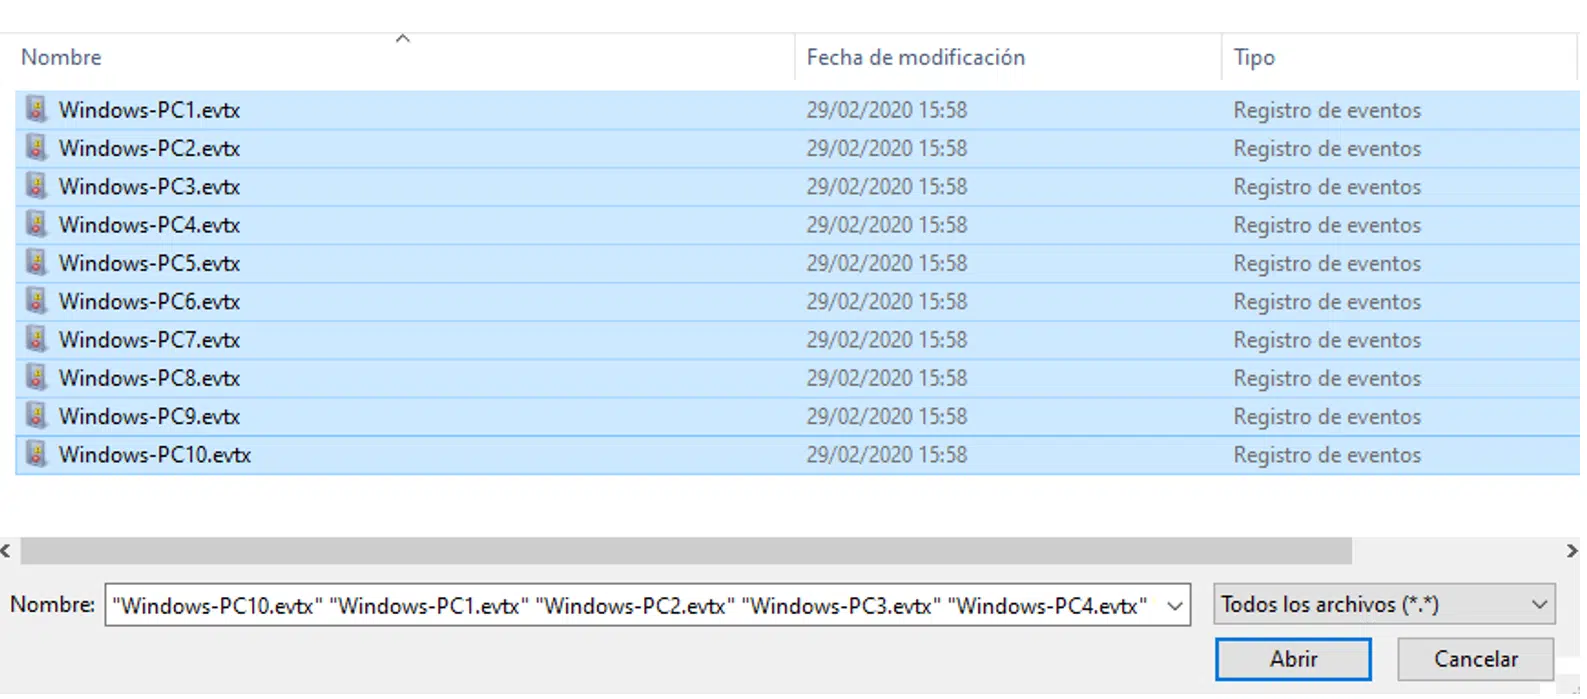 Nombre Fecha de modificación Tipo
Windows-PC1.evtx 29/02/2020 15:58 Registro de eventos
Windows-PC2.evtx 29/02/2020 15:58 Registro de eventos
Windows-PC3.evtx 29/02/2020 15:58 Registro de eventos
Windows-PC4.evtx 29/02/2020 15:58 Registro de eventos
Windows-PC5.evtx 29/02/2020 15:58 Registro de eventos
Windows-PC6.evtx 29/02/2020 15:58 Registro de eventos
Windows-PC7.evtx 29/02/2020 15:58 Registro de eventos
Windows-PC8.evtx 29/02/2020 15:58 Registro de eventos
Windows-PC9.evtx 29/02/2020 15:58 Registro de eventos
Windows-PC10.evtx 29/02/2020 15:58 Registro de eventos
Nombre: "Windows-PC10.evtx" "Windows-PC1.evtx" "Windows-PC2.evtx" "Windows-PC3.evtx" "Windows-PC4.evtx" Todos los archivos (*.*)
Abrir Cancelar